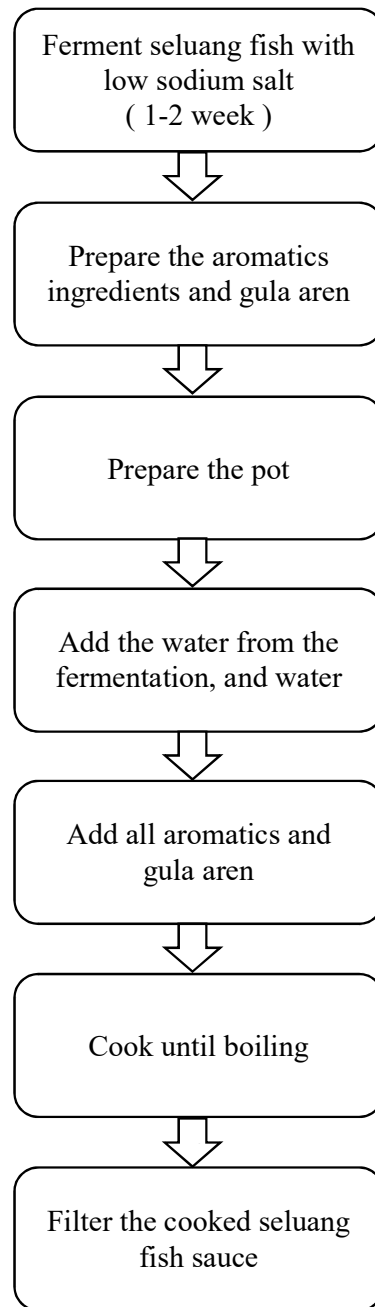 Ferment seluang fish with
low sodium salt
( 1-2 week )
Prepare the aromatics
ingredients and gula aren
Prepare the pot
Add the water from the
fermentation, and water
Add all aromatics and
gula aren
Cook until boiling
Filter the cooked seluang
fish sauce